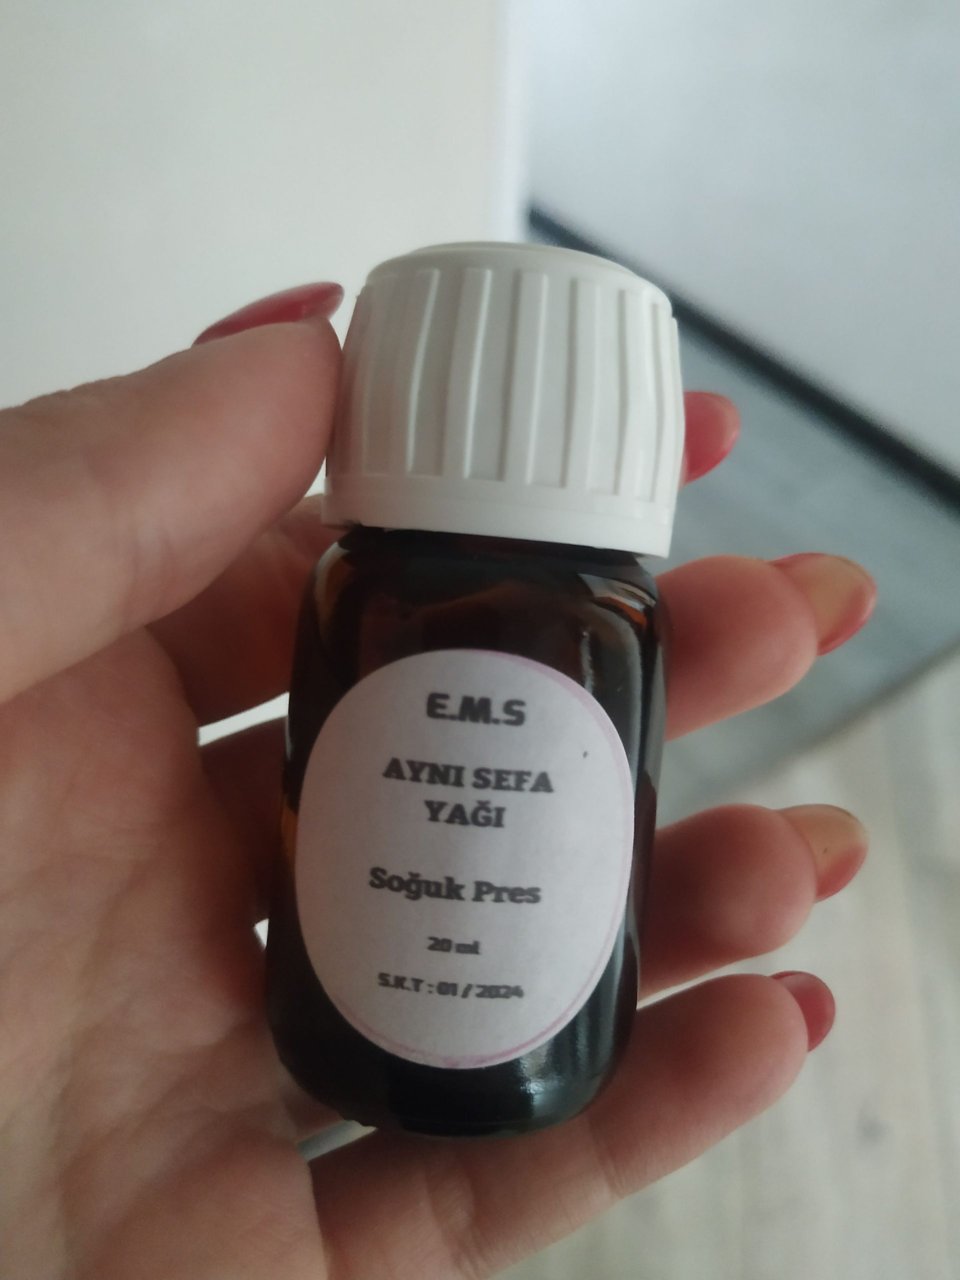 E.M.S
AYNI SEFA
YAĞI
Soğuk Pres
20 ml
S.K.T : 01 / 2024